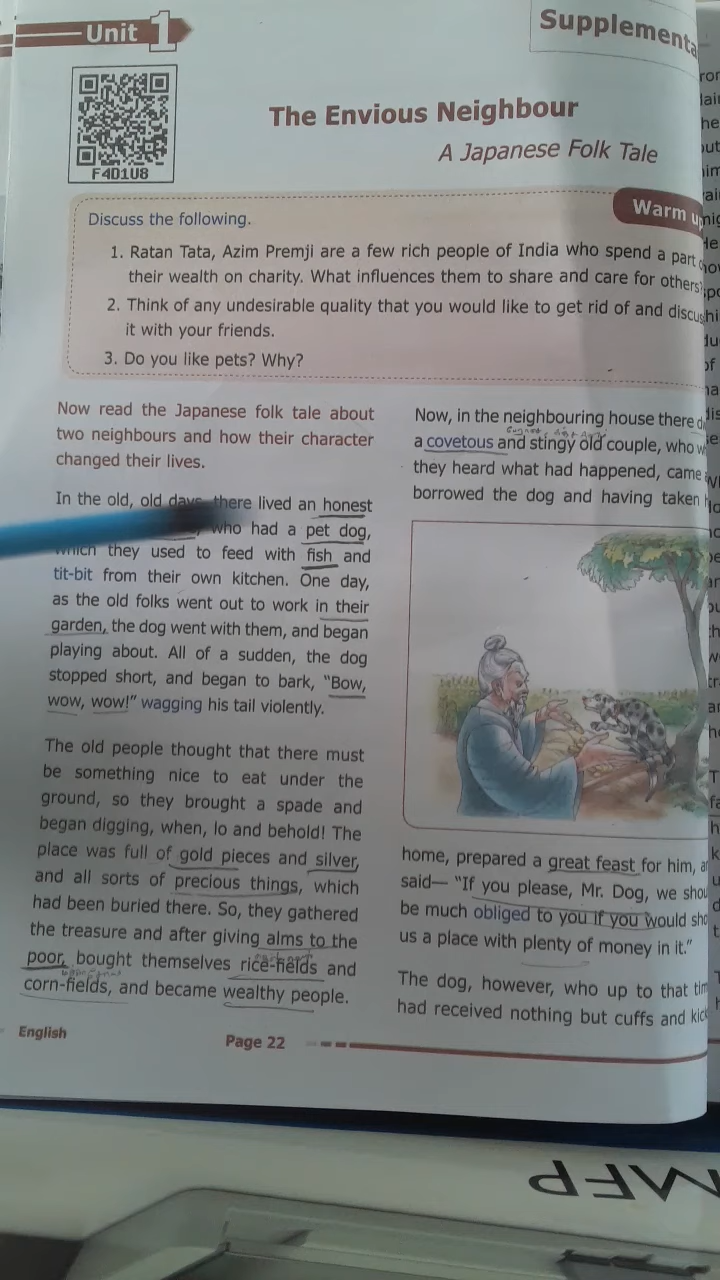 Unit 1
Supplementa
F4D1U8
The Envious Neighbour
A Japanese Folk Tale
Warm u
Discuss the following.
1. Ratan Tata, Azim Premji are a few rich people of India who spend a part
their wealth on charity. What influences them to share and care for others?
2. Think of any undesirable quality that you would like to get rid of and discus
it with your friends.
3. Do you like pets? Why?
Now read the Japanese folk tale about
two neighbours and how their character
changed their lives.
In the old, old days there lived an honest
who had a pet dog,
which they used to feed with fish and
tit-bit from their own kitchen. One day,
as the old folks went out to work in their
garden, the dog went with them, and began
playing about. All of a sudden, the dog
stopped short, and began to bark, “Bow,
wow, wow!” wagging his tail violently.
The old people thought that there must
be something nice to eat under the
ground, so they brought a spade and
began digging, when, lo and behold! The
place was full of gold pieces and silver,
and all sorts of precious things, which
had been buried there. So, they gathered
the treasure and after giving alms to the
poor, bought themselves rice-fields and
corn-fields, and became wealthy people.
Now, in the neighbouring house there
a covetous and stingy old couple, who w
they heard what had happened, came
borrowed the dog and having taken
home, prepared a great feast for him, a
said— “If you please, Mr. Dog, we shou
be much obliged to you if you would sho
us a place with plenty of money in it.”
The dog, however, who up to that tim
had received nothing but cuffs and kick
English
Page 22
MFP